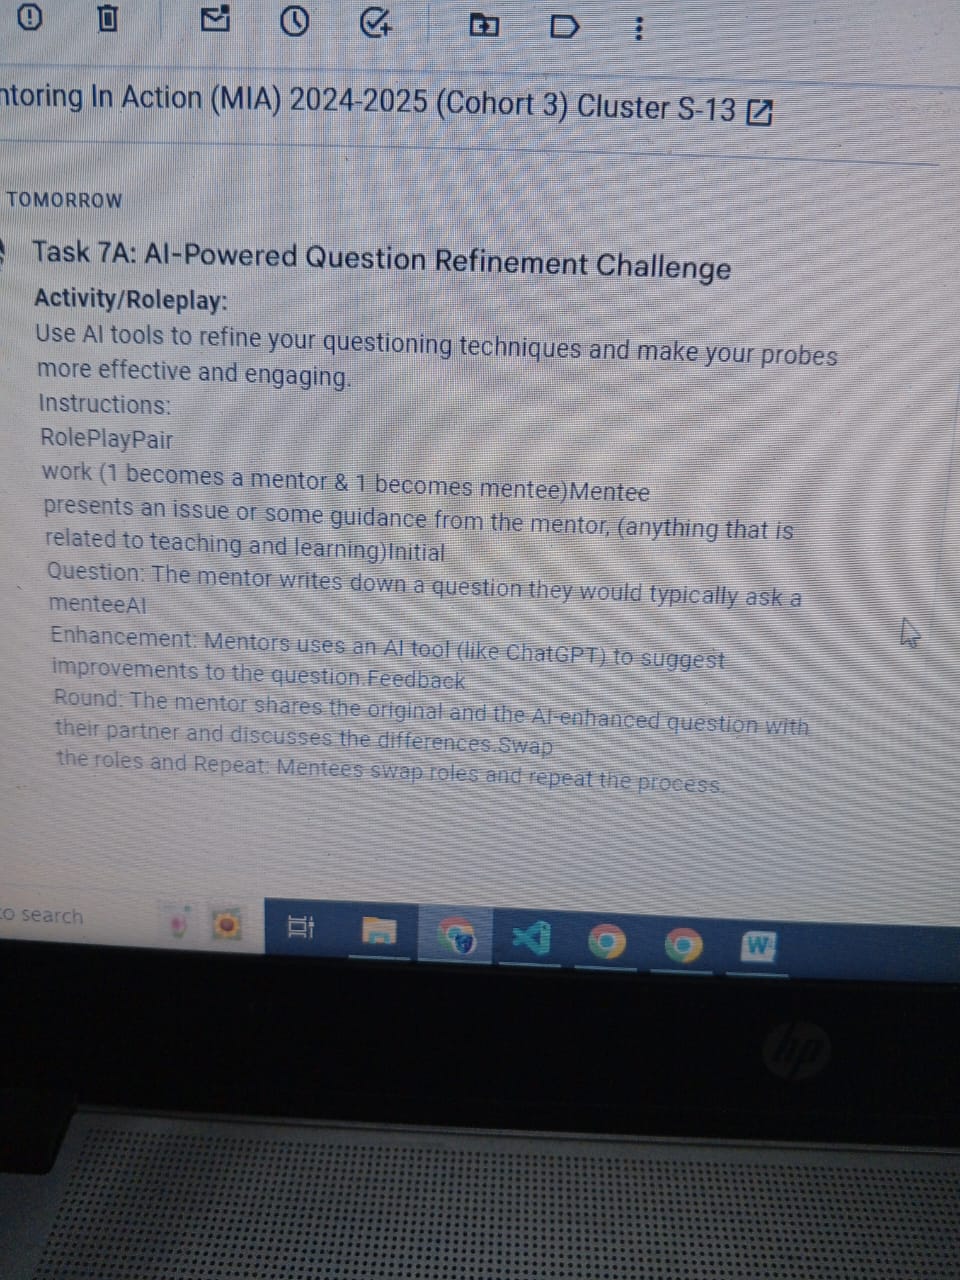 ntoring In Action (MIA) 2024-2025 (Cohort 3) Cluster S-13
TOMORROW
Task 7A: AI-Powered Question Refinement Challenge
Activity/Roleplay:
Use AI tools to refine your questioning techniques and make your probes
more effective and engaging.
Instructions:
RolePlayPair
work (1 becomes a mentor & 1 becomes mentee)Mentee
presents an issue or some guidance from the mentor, (anything that is
related to teaching and learning)Initial
Question: The mentor writes down a question they would typically ask a
menteeAI
Enhancement: Mentors uses an AI tool (like ChatGPT) to suggest
improvements to the question.Feedback
Round: The mentor shares the original and the AI-enhanced question with
their partner and discusses the differences.Swap
the roles and Repeat: Mentees swap roles and repeat the process.
to search
W
hp